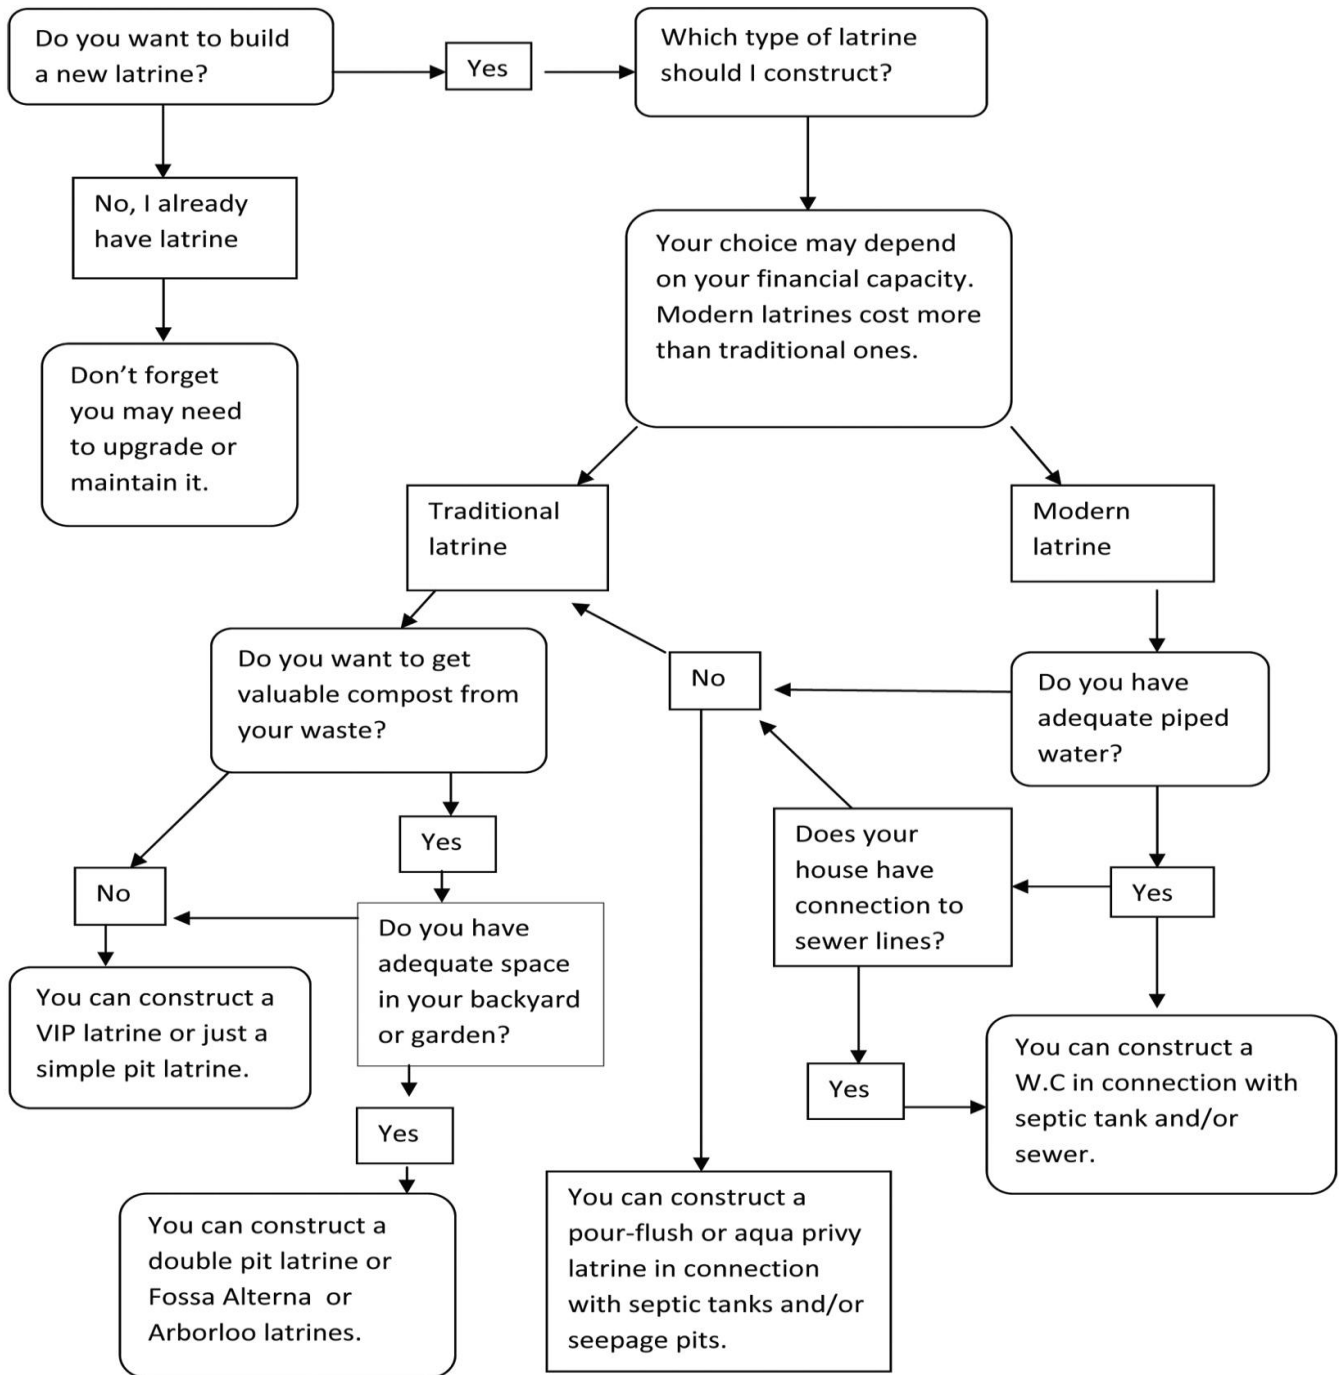 Do you want to build
a new latrine?
Yes
Which type of latrine
should I construct?
No, I already
have latrine
Your choice may depend
on your financial capacity.
Modern latrines cost more
than traditional ones.
Don’t forget
you may need
to upgrade or
maintain it.
Traditional
latrine
Modern
latrine
Do you want to get
valuable compost from
your waste?
No
Do you have
adequate piped
water?
Yes
Does your
house have
connection to
sewer lines?
Yes
No
Do you have
adequate space
in your backyard
or garden?
You can construct a
VIP latrine or just a
simple pit latrine.
Yes
You can construct a
W.C in connection with
septic tank and/or
sewer.
Yes
You can construct a
double pit latrine or
Fossa Alterna or
Arborloo latrines.
You can construct a
pour-flush or aqua privy
latrine in connection
with septic tanks and/or
seepage pits.